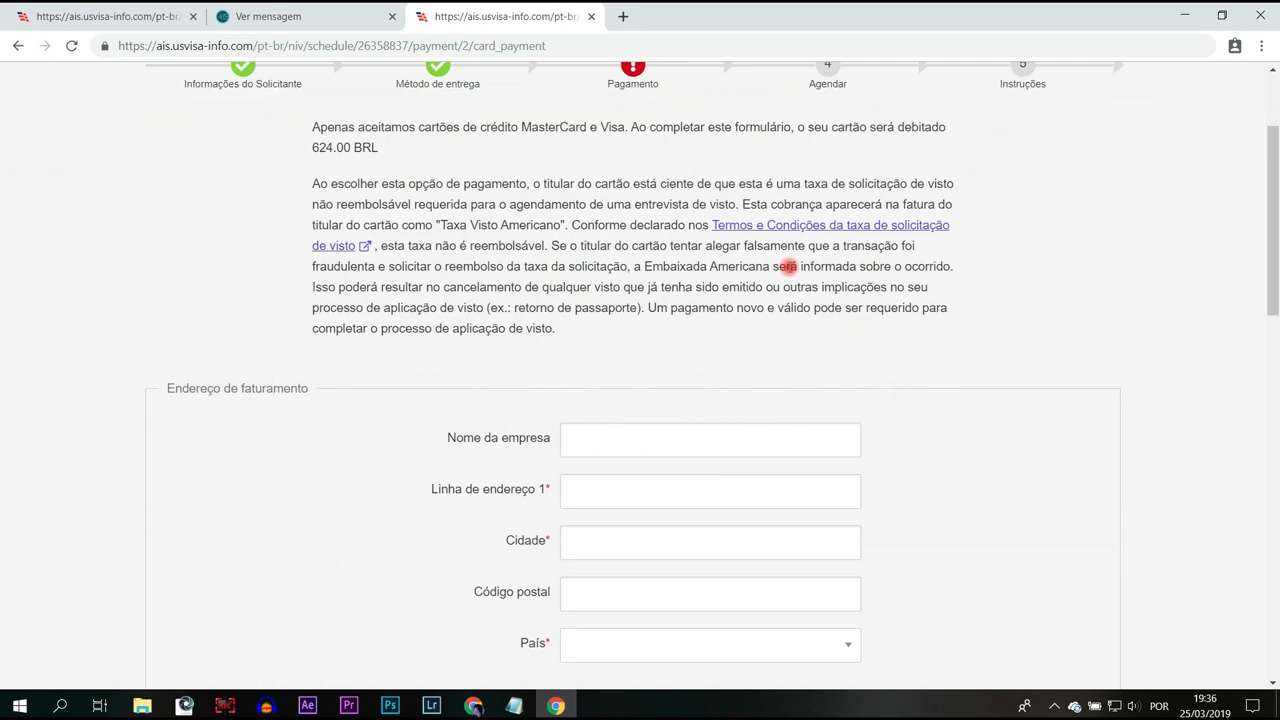 https://ais.usvisa-info.com/pt-br/
Ver mensagem
https://ais.usvisa-info.com/pt-br/
https://ais.usvisa-info.com/pt-br/niv/schedule/26358837/payment/2/card_payment
4
5
Informações do Solicitante
Método de entrega
Pagamento
Agendar
Instruções
Apenas aceitamos cartões de crédito MasterCard e Visa. Ao completar este formulário, o seu cartão será debitado
624.00 BRL
Ao escolher esta opção de pagamento, o titular do cartão está ciente de que esta é uma taxa de solicitação de visto
não reembolsável requerida para o agendamento de uma entrevista de visto. Esta cobrança aparecerá na fatura do
titular do cartão como "Taxa Visto Americano". Conforme declarado nos Termos e Condições da taxa de solicitação
de visto , esta taxa não é reembolsável. Se o titular do cartão tentar alegar falsamente que a transação foi
fraudulenta e solicitar o reembolso da taxa da solicitação, a Embaixada Americana será informada sobre o ocorrido.
Isso poderá resultar no cancelamento de qualquer visto que já tenha sido emitido ou outras implicações no seu
processo de aplicação de visto (ex.: retorno de passaporte). Um pagamento novo e válido pode ser requerido para
completar o processo de aplicação de visto.
Endereço de faturamento
Nome da empresa
Linha de endereço 1*
Cidade*
Código postal
País*
Ae
Pr
Ps
Lr
POR
19:36
25/03/2019